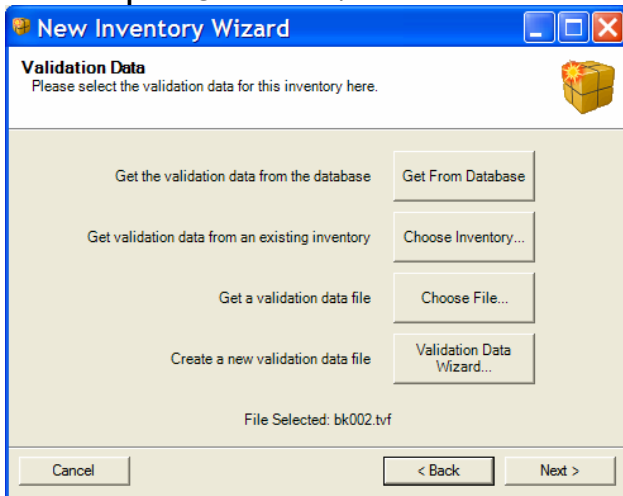 New Inventory Wizard
Validation Data
Please select the validation data for this inventory here.
Get the validation data from the database
Get From Database
Get validation data from an existing inventory
Choose Inventory...
Get a validation data file
Choose File...
Create a new validation data file
Validation Data
Wizard...
File Selected: bk002.tvf
Cancel
< Back
Next >